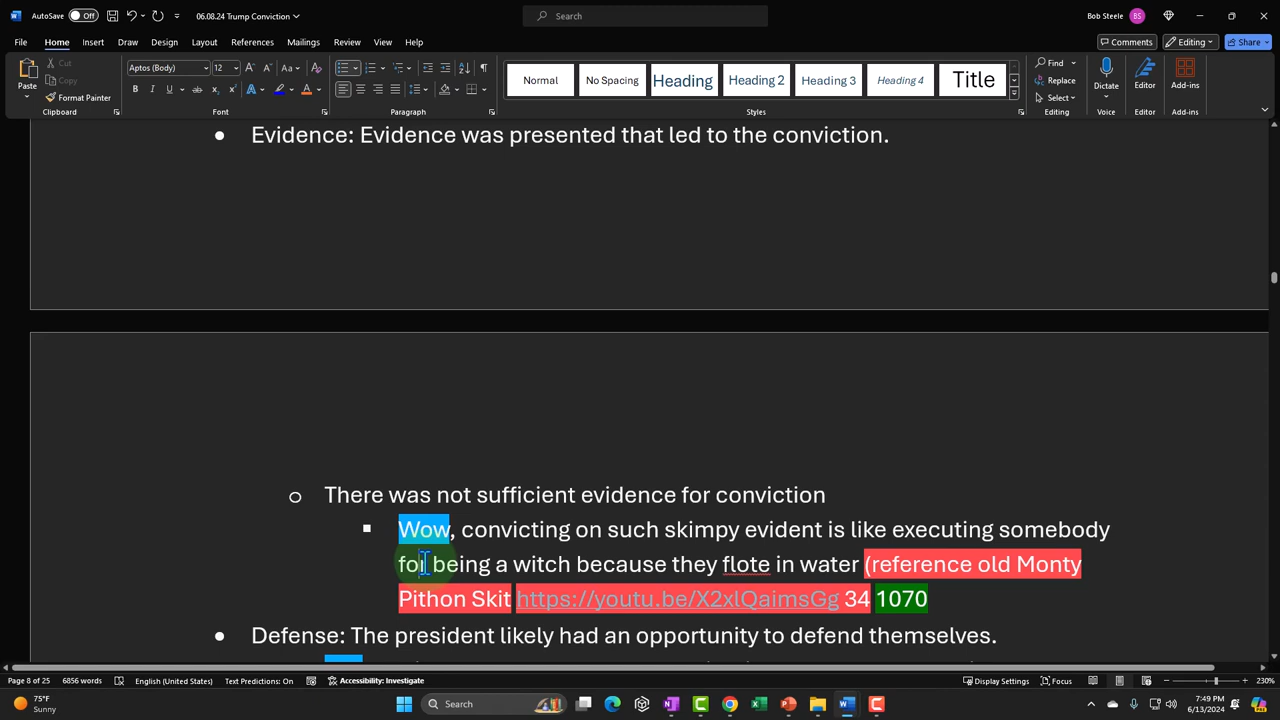 AutoSave Off 06.08.24 Trump Conviction Search Bob Steele BS
File Home Insert Draw Design Layout References Mailings Review View Help Comments Editing Share
Paste Cut Copy Format Painter Clipboard
Aptos (Body) 12 Font
Paragraph
Normal No Spacing Heading Heading 2 Heading 3 Heading 4 Title Styles
Find Replace Select Editing
Dictate Voice
Editor Editor
Add-ins Add-ins
• Evidence: Evidence was presented that led to the conviction.
o There was not sufficient evidence for conviction
▪ Wow, convicting on such skimpy evident is like executing somebody
for being a witch because they flote in water (reference old Monty
Pithon Skit https://youtu.be/X2xlQaimsGg 34 1070
• Defense: The president likely had an opportunity to defend themselves.
Page 8 of 25 6856 words English (United States) Text Predictions: On Accessibility: Investigate Display Settings Focus 230%
75°F
Sunny
Search
7:49 PM
6/13/2024